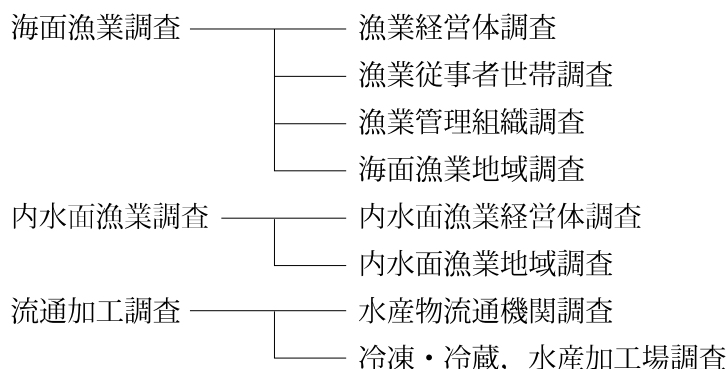 海面漁業調査 漁業経営体調査
漁業従事者世帯調査
漁業管理組織調査
海面漁業地域調査
内水面漁業調査 内水面漁業経営体調査
内水面漁業地域調査
流通加工調査 水産物流通機関調査
冷凍・冷蔵，水産加工場調査